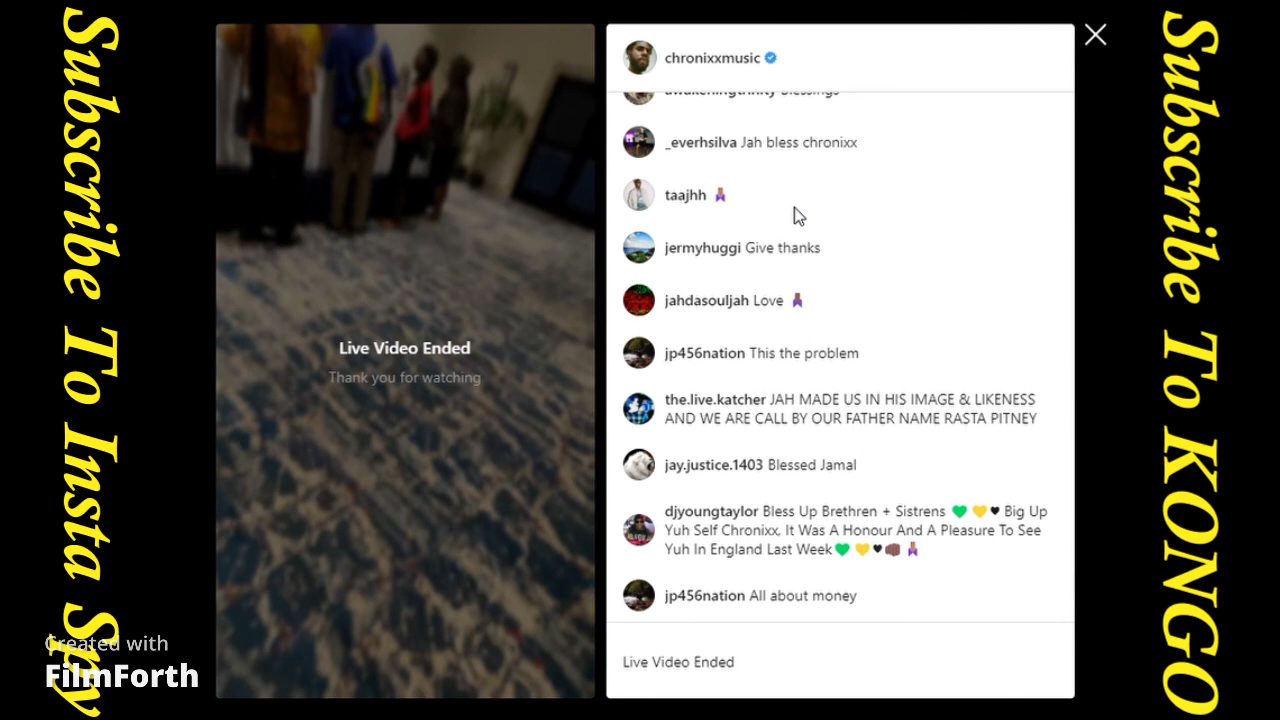 Subscribe To Insta Spy
chronixxmusic
awakeningtrinity Blessings
_everhsilva Jah bless chronixx
taajhh
jermyhuggi Give thanks
jahdasouljah Love
jp456nation This the problem
the.live.katcher JAH MADE US IN HIS IMAGE & LIKENESS
AND WE ARE CALL BY OUR FATHER NAME RASTA PITNEY
jay.justice.1403 Blessed Jamal
djyoungtaylor Bless Up Brethren + Sistrens 💚 💛 🖤 Big Up
Yuh Self Chronixx, It Was A Honour And A Pleasure To See
Yuh In England Last Week
jp456nation All about money
Live Video Ended
Live Video Ended
Thank you for watching
Created with
FilmForth
Subscribe To KONGO